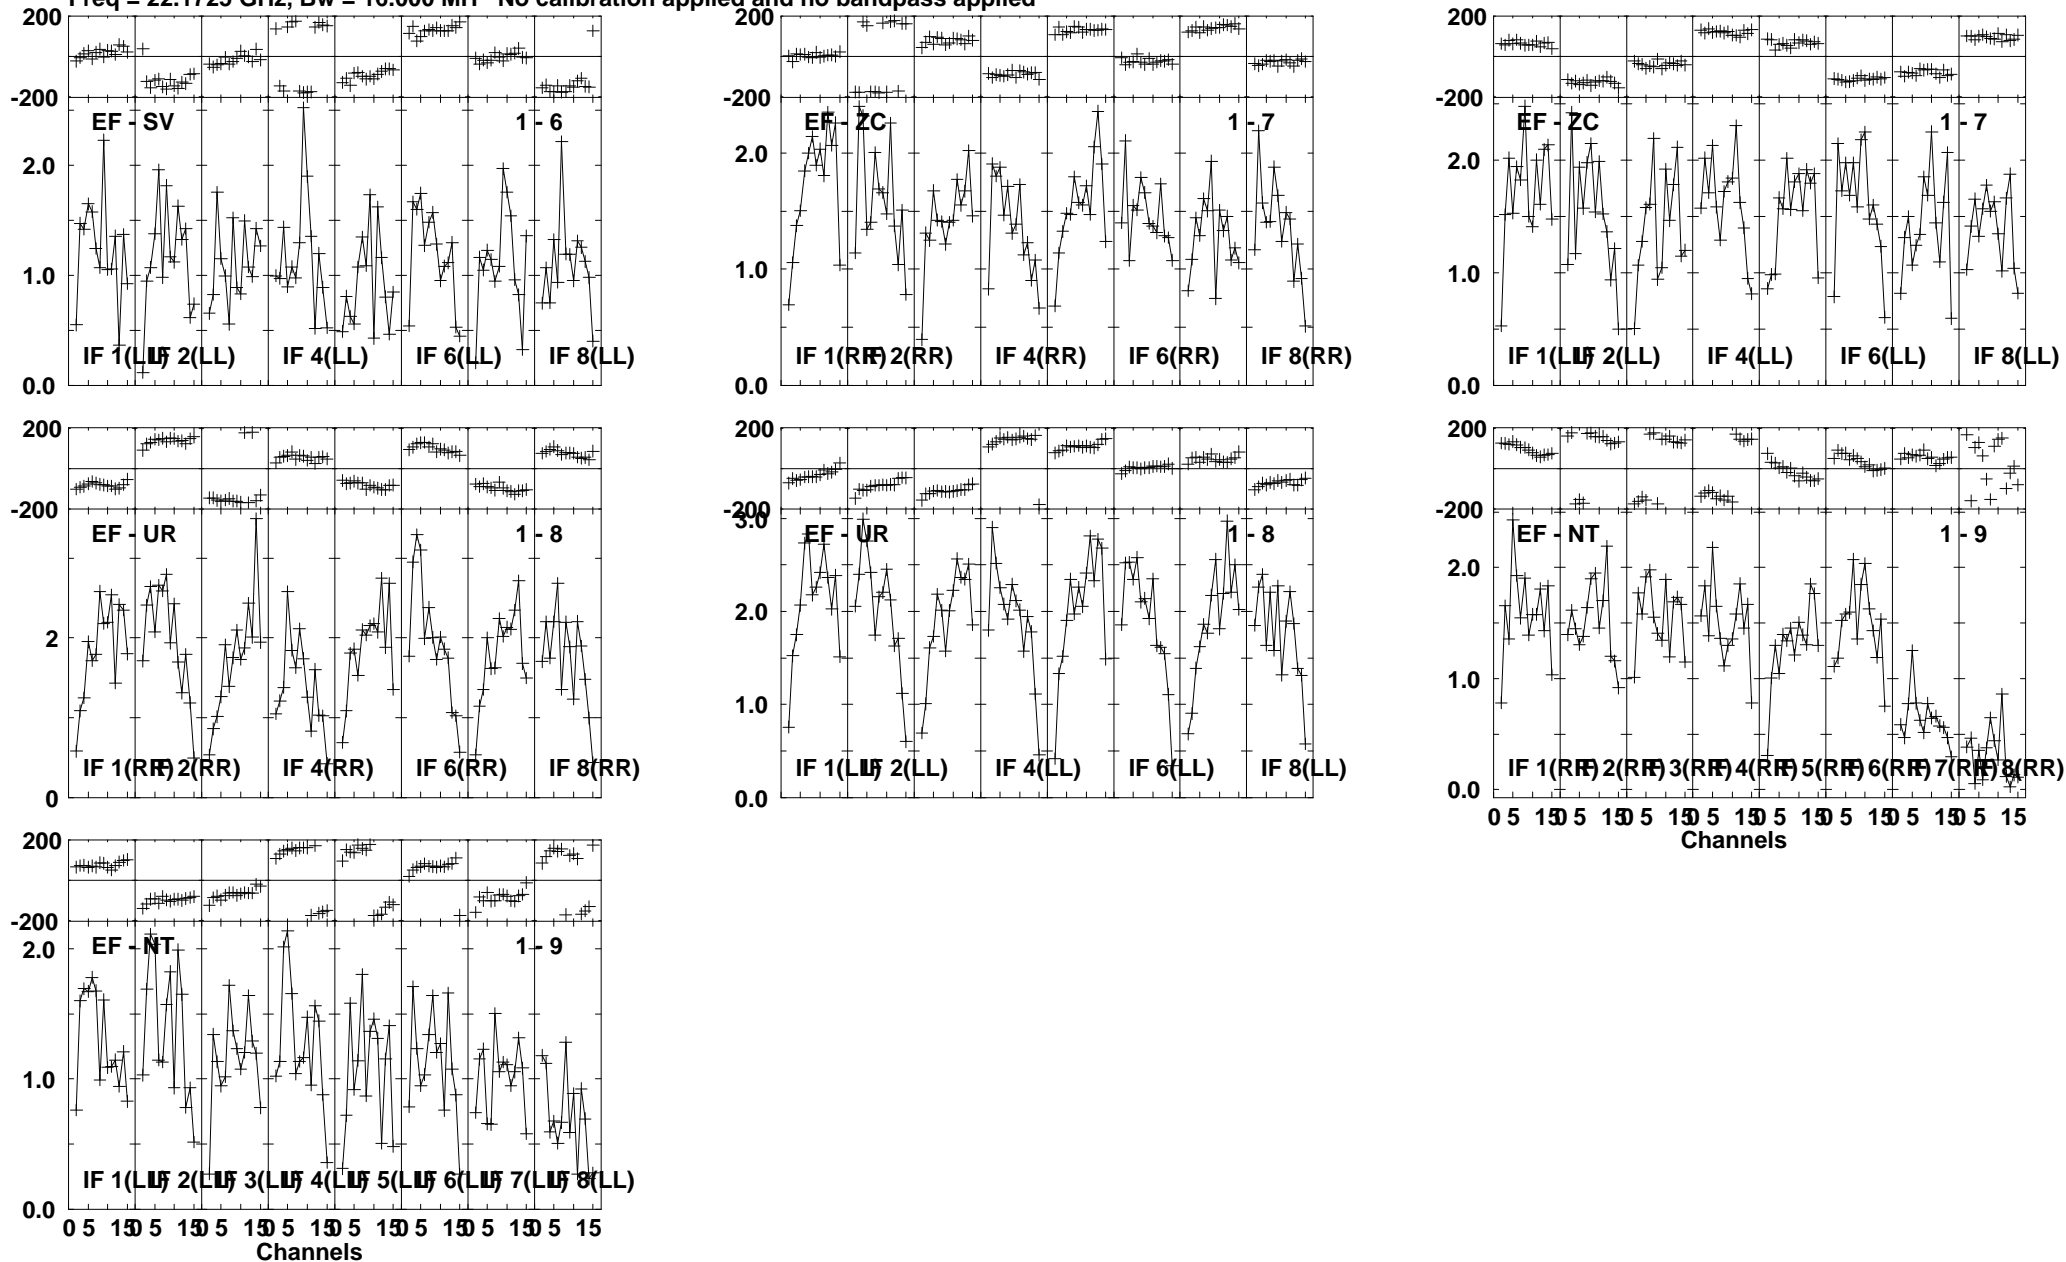 Freq = 22.1725 GHz, Bw = 16.000 MH No calibration applied and no bandpass applied
200
-200
EF - SV 1 - 6
2.0
1.0
IF 1(LL) IF 2(LL) IF 4(LL) IF 6(LL) IF 8(LL)
0.0
200
-200
EF - ZC 1 - 7
2.0
1.0
IF 1(RR) IF 2(RR) IF 4(RR) IF 6(RR) IF 8(RR)
0.0
200
-200
EF - ZC 1 - 7
2.0
1.0
IF 1(LL) IF 2(LL) IF 4(LL) IF 6(LL) IF 8(LL)
0.0
200
-200
EF - UR 1 - 8
2
IF 1(RR) IF 2(RR) IF 4(RR) IF 6(RR) IF 8(RR)
0
200
-200
3.0
EF - UR 1 - 8
2.0
1.0
IF 1(LL) IF 2(LL) IF 4(LL) IF 6(LL) IF 8(LL)
0.0
200
-200
EF - NT 1 - 9
2.0
1.0
IF 1(RR) IF 2(RR) IF 3(RR) IF 4(RR) IF 5(RR) IF 6(RR) IF 7(RR) IF 8(RR)
0.0
0 5 15 0 5 15 0 5 15 0 5 15 0 5 15 0 5 15 0 5 15 0 5 15
Channels
200
-200
EF - NT 1 - 9
2.0
1.0
IF 1(LL) IF 2(LL) IF 3(LL) IF 4(LL) IF 5(LL) IF 6(LL) IF 7(LL) IF 8(LL)
0.0
0 5 15 0 5 15 0 5 15 0 5 15 0 5 15 0 5 15 0 5 15 0 5 15
Channels